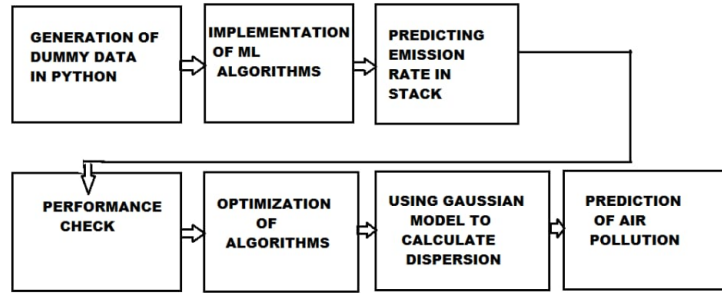 GENERATION OF
DUMMY DATA
IN PYTHON
IMPLEMENTATION
OF ML
ALGORITHMS
PREDICTING
EMISSION
RATE IN
STACK
PERFORMANCE
CHECK
OPTIMIZATION
OF
ALGORITHMS
USING GAUSSIAN
MODEL TO
CALCULATE
DISPERSION
PREDICTION
OF AIR
POLLUTION